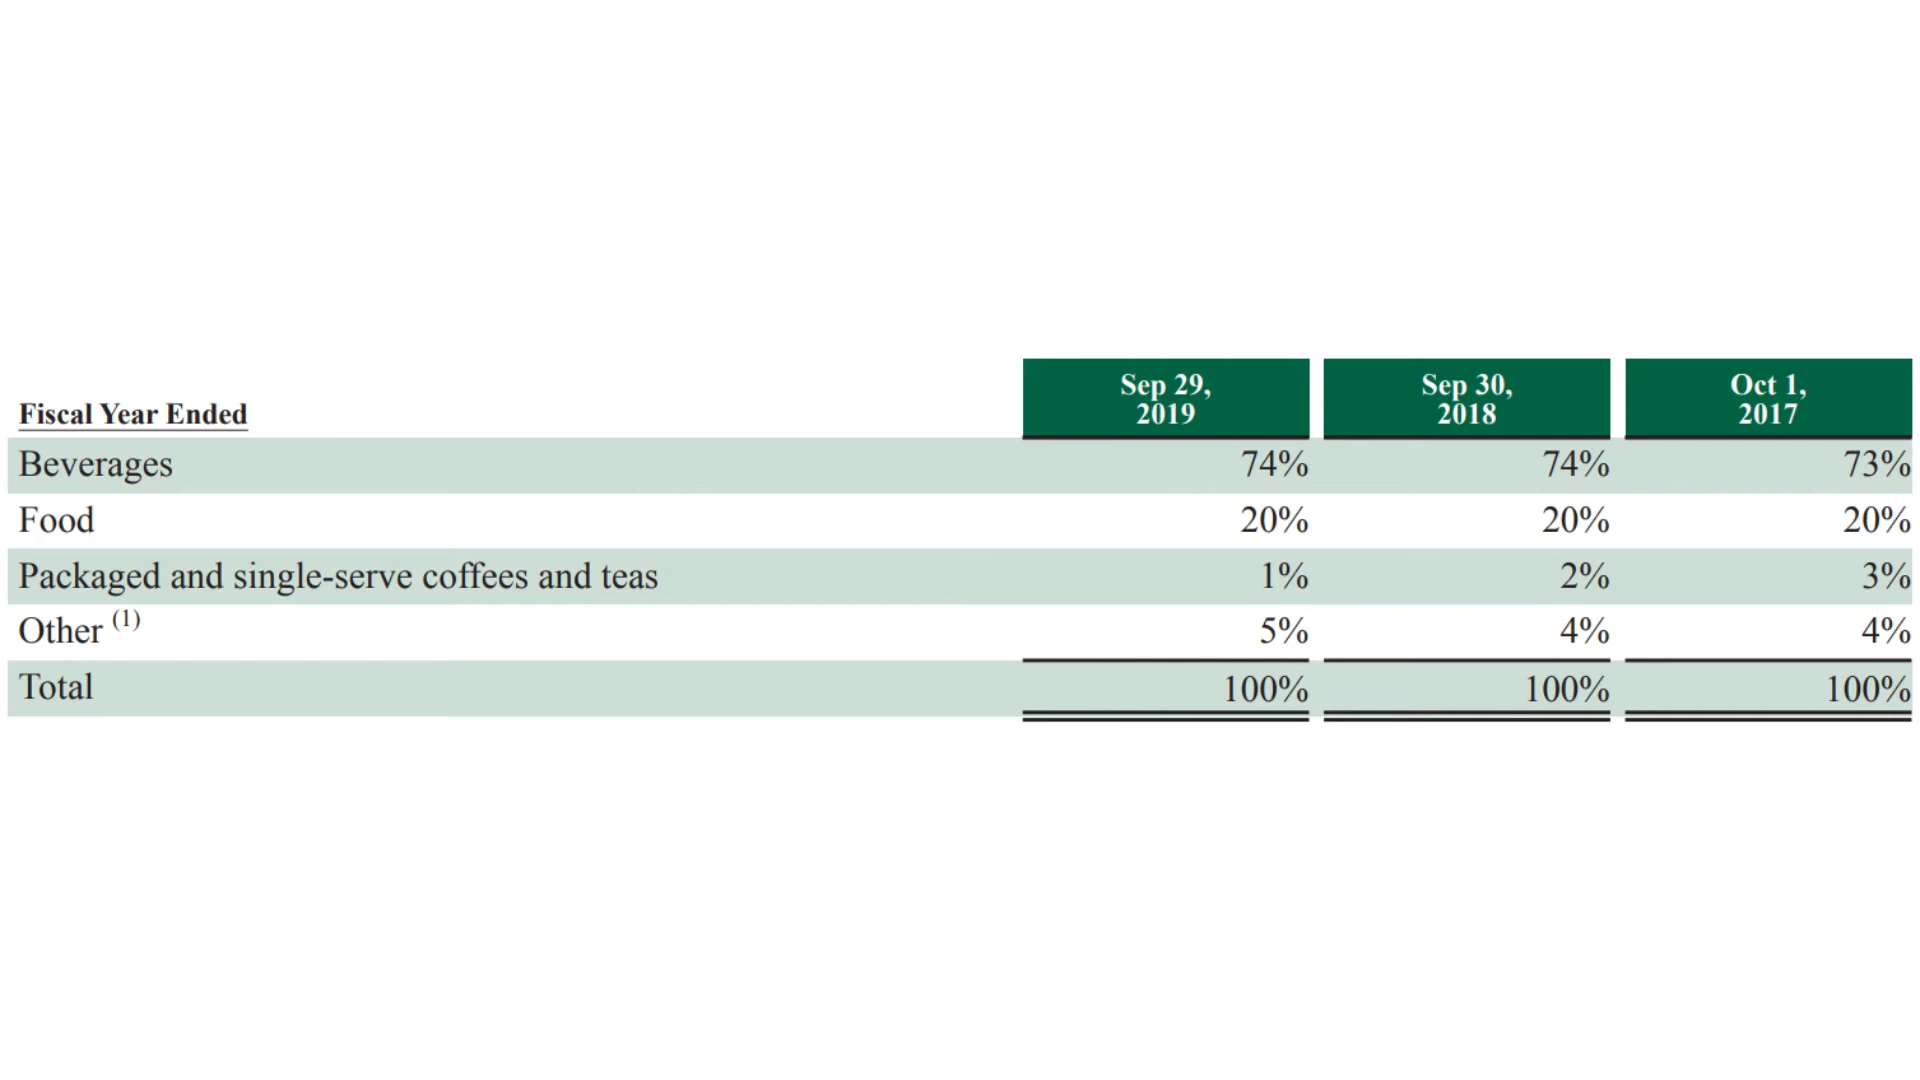 Sep 29, Sep 30, Oct 1,
Fiscal Year Ended 2019 2018 2017
Beverages 74% 74% 73%
Food 20% 20% 20%
Packaged and single-serve coffees and teas 1% 2% 3%
Other (1) 5% 4% 4%
Total 100% 100% 100%